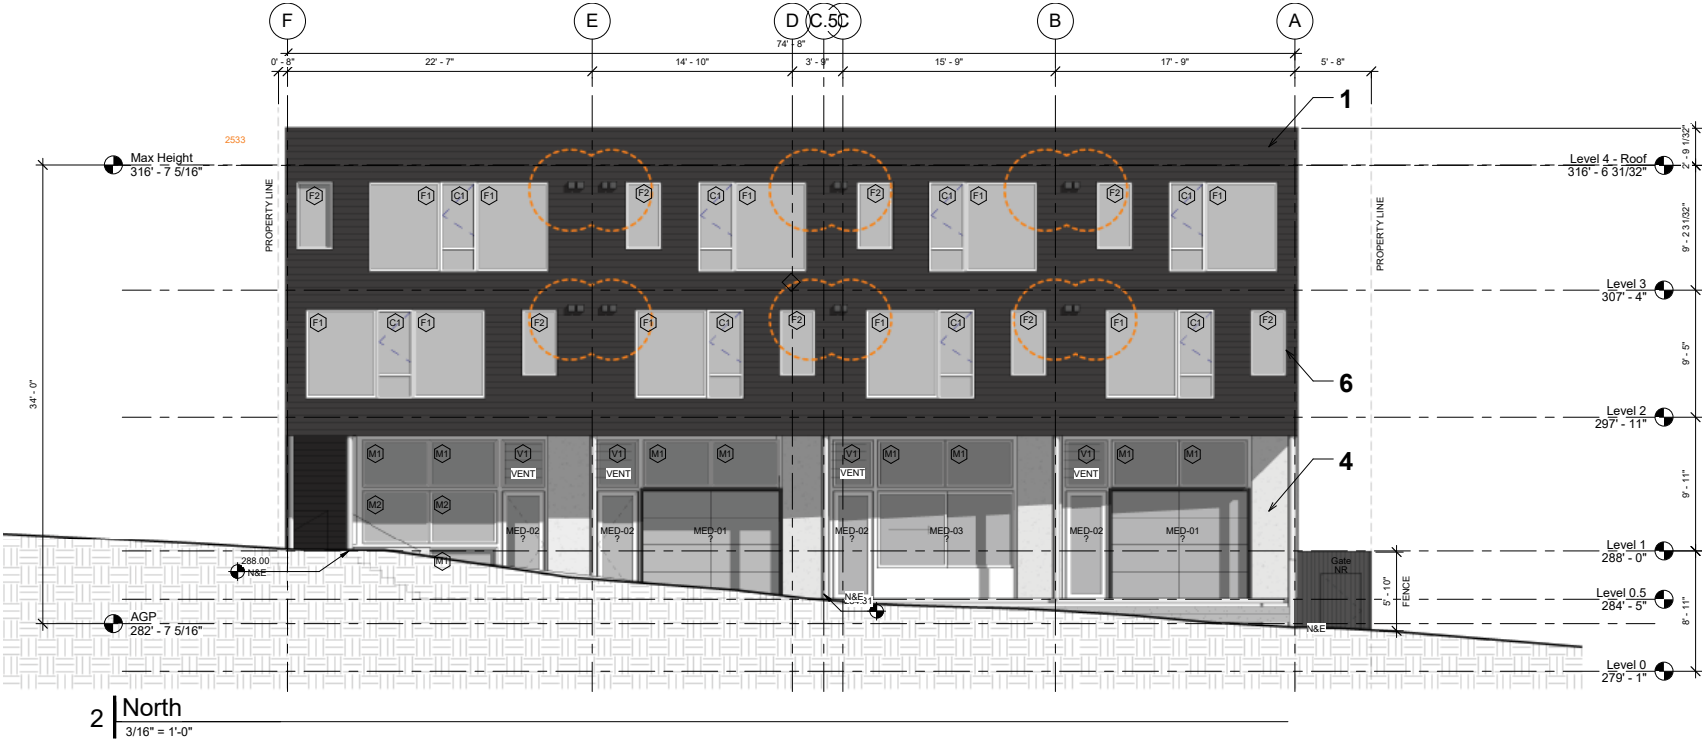 F E D C.5 C B A
74' - 8"
0' - 8" 22' - 7" 14' - 10" 3' - 9" 15' - 9" 17' - 9" 5' - 8"
1
2533
Max Height
316' - 7 5/16"
Level 4 - Roof
316' - 6 31/32"
2' - 9 1/32"
PROPERTY LINE
PROPERTY LINE
F2 F1 C1 F1 F2 C1 F1 F2 F1 C1 F2 C1 F1
9' - 2 31/32"
Level 3
307' - 4"
F1 C1 F1 F2 F1 C1 F2 F1 C1 F2 F1 C1 F2
6
9' - 5"
34' - 0"
Level 2
297' - 11"
M1 M1 V1 V1 M1 M1 V1 M1 M1 V1 M1 M1
VENT VENT VENT VENT
4
9' - 11"
M2 M2
MED-02 MED-02 MED-01 MED-02 MED-03 MED-02 MED-01
? ? ? ? ? ? ?
Level 1
288' - 0"
288.00
N&E
M1
Gate
NR
5' - 10"
FENCE
Level 0.5
284' - 5"
N&E
8' - 11"
AGP
282' - 7 5/16"
N&E
Level 0
279' - 1"
2 North
3/16" = 1'-0"